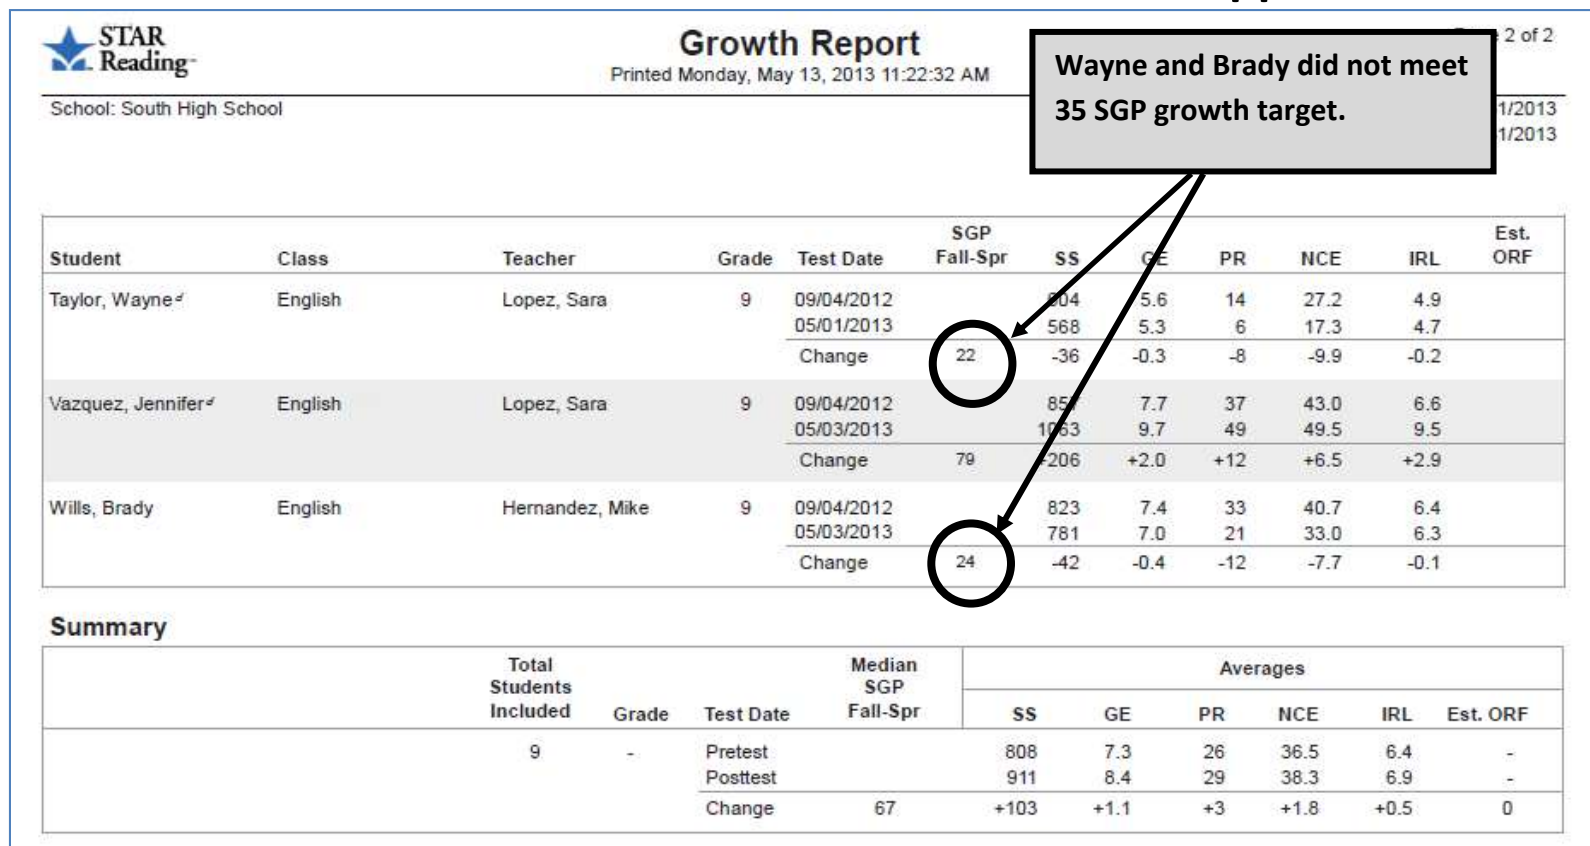 STAR
Reading
Growth Report
Printed Monday, May 13, 2013 11:22:32 AM
2 of 2
Wayne and Brady did not meet
35 SGP growth target.
School: South High School
1/2013
1/2013
SGP Est.
Student Class Teacher Grade Test Date Fall-Spr SS GE PR NCE IRL ORF
Taylor, Wayne English Lopez, Sara 9 09/04/2012 604 5.6 14 27.2 4.9
05/01/2013 568 5.3 6 17.3 4.7
Change 22 -36 -0.3 -8 -9.9 -0.2
Vazquez, Jennifer English Lopez, Sara 9 09/04/2012 857 7.7 37 43.0 6.6
05/03/2013 1063 9.7 49 49.5 9.5
Change 79 +206 +2.0 +12 +6.5 +2.9
Wills, Brady English Hernandez, Mike 9 09/04/2012 823 7.4 33 40.7 6.4
05/03/2013 781 7.0 21 33.0 6.3
Change 24 -42 -0.4 -12 -7.7 -0.1
Summary
Total Median Averages
Students SGP
Included Grade Test Date Fall-Spr SS GE PR NCE IRL Est. ORF
9 - Pretest 808 7.3 26 36.5 6.4 -
Posttest 911 8.4 29 38.3 6.9 -
Change 67 +103 +1.1 +3 +1.8 +0.5 0